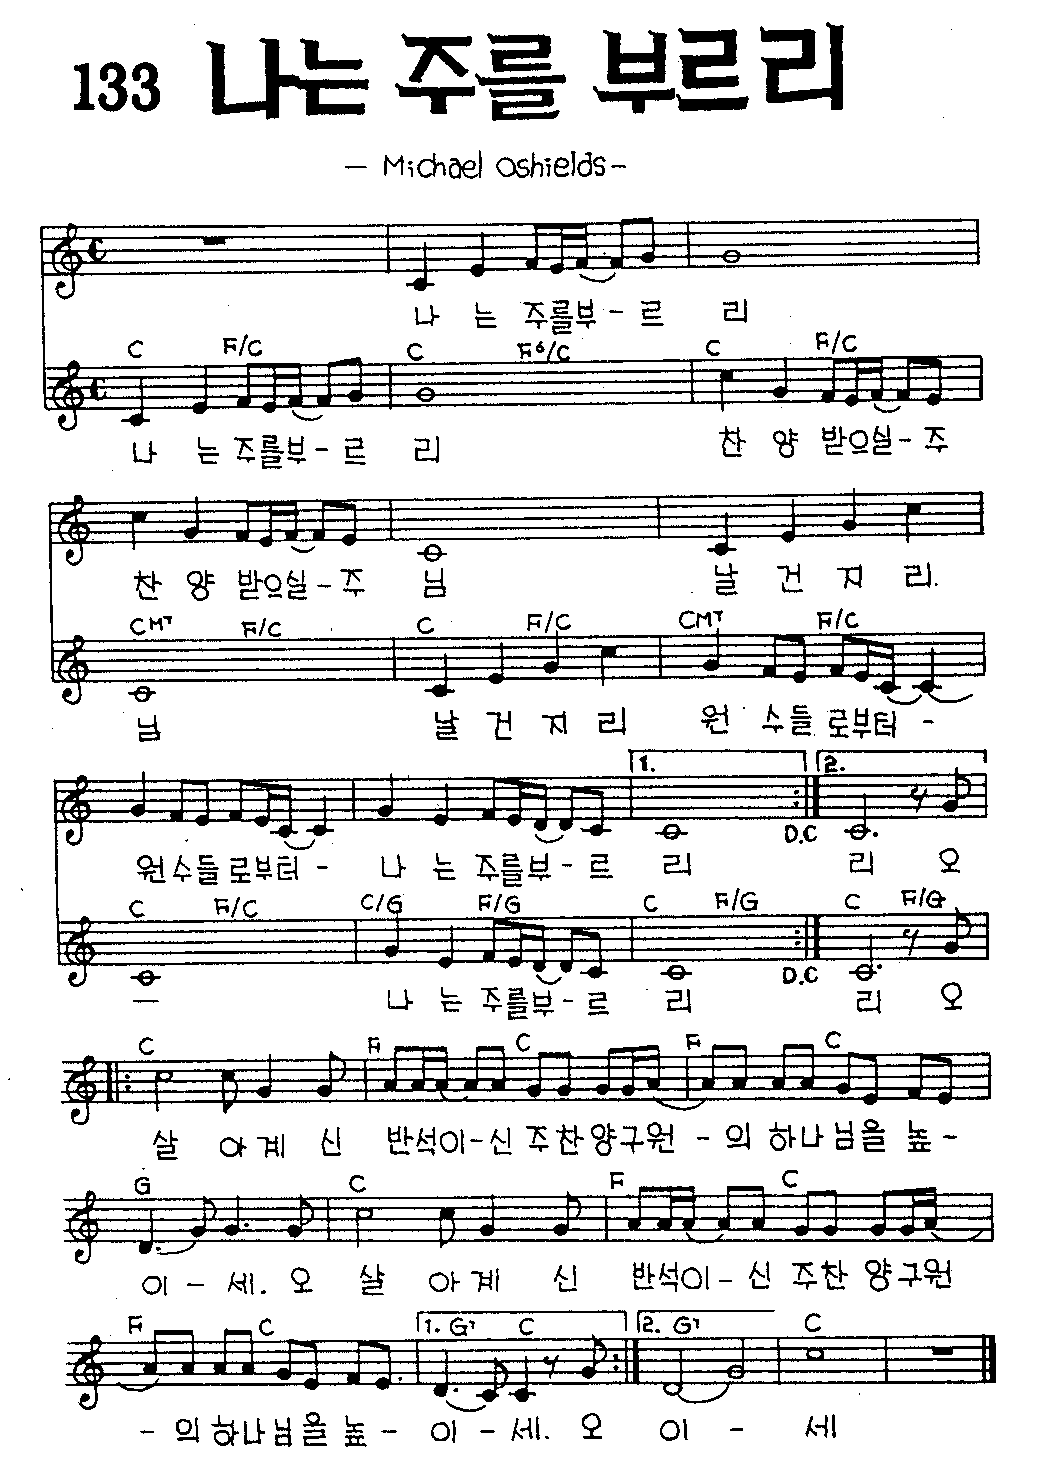 133 나는 주를 부르리
- Michael Oshields -
나 는 주를부-르 리
C F/C C F⁶/C C F/C
나 는 주를부-르 리 찬 양 받으실-주
찬 양 받으실-주 님 날 건 지 리.
CM7 F/C C F/C CM7 F/C
님 날 건 지 리 원 수들 로부터 -
1. 2.
D.C
원수들 로부터 - 나 는 주를부-르 리 리 오
C F/C C/G F/G C F/G C F/G
D.C
- 나 는 주를부-르 리 리 오
C F C F C
살 아계 신 반석이-신 주찬양구원 - 의 하나님을 높-
G C F C
이 - 세. 오 살 아계 신 반석이-신 주찬 양구원
F C 1. G7 C 2. G7 C
- 의하나님을 높 - 이 - 세. 오 이 - 세